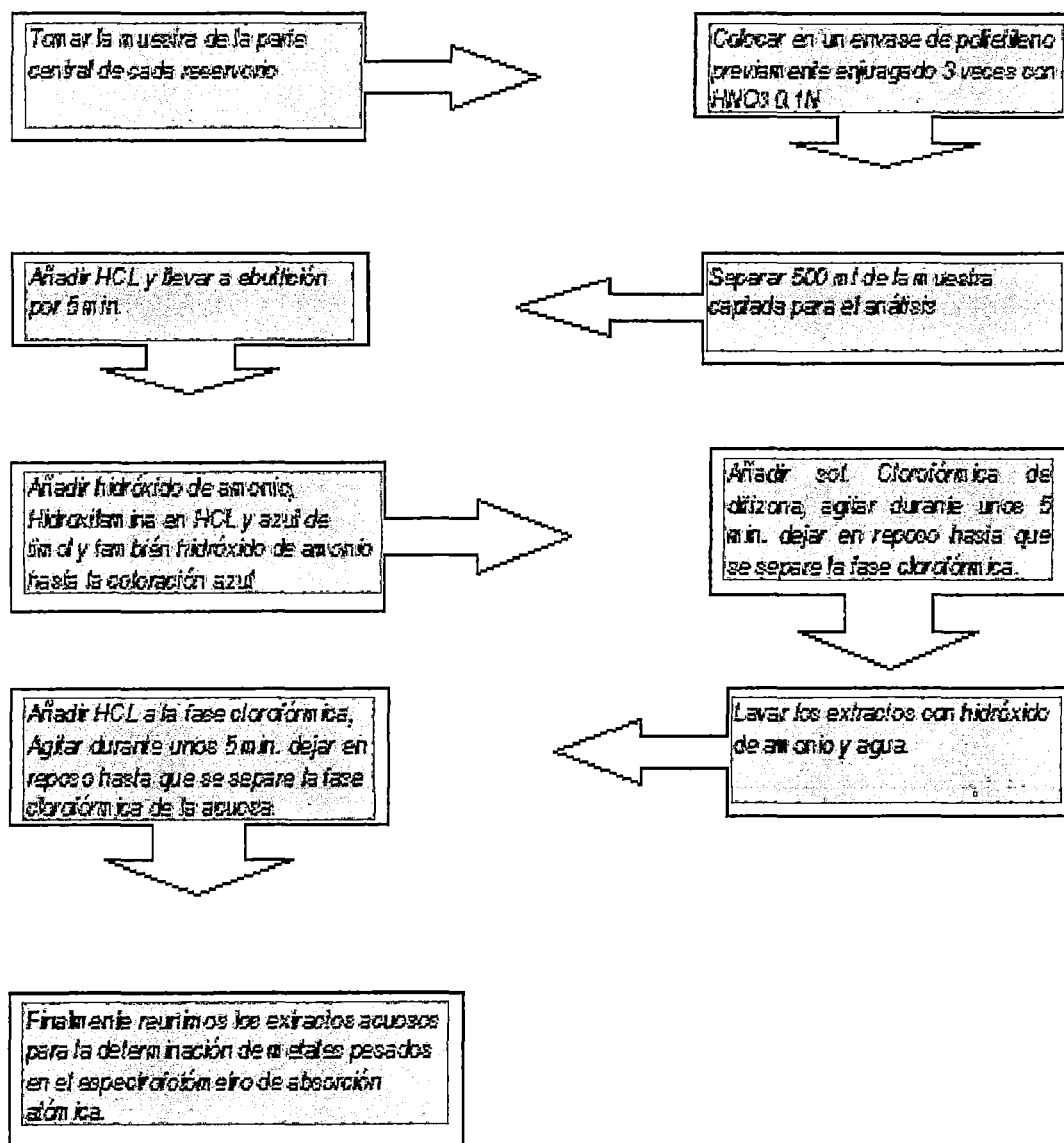 Tomar la muestra de la parte
central de cada reservorio
Colocar en un envase de polietileno
previamente enjuagado 3 veces con
HNO3 0.1N
Separar 500 ml de la muestra
captada para el análisis
Añadir HCL y llevar a ebullición
por 5 min.
Añadir hidróxido de amonio,
Hidroxilamina en HCL y azul de
timol y también hidróxido de amonio
hasta la coloración azul
Añadir sol. Clorofórmica de
ditizona, agitar durante unos 5
min. dejar en reposo hasta que
se separe la fase clorofórmica.
Lavar los extractos con hidróxido
de amonio y agua.
Añadir HCL a la fase clorofórmica,
Agitar durante unos 5 min. dejar en
reposo hasta que se separe la fase
clorofórmica de la acuosa.
Finalmente reunimos los extractos acuosos
para la determinación de metales pesados
en el espectrofotómetro de absorción
atómica.